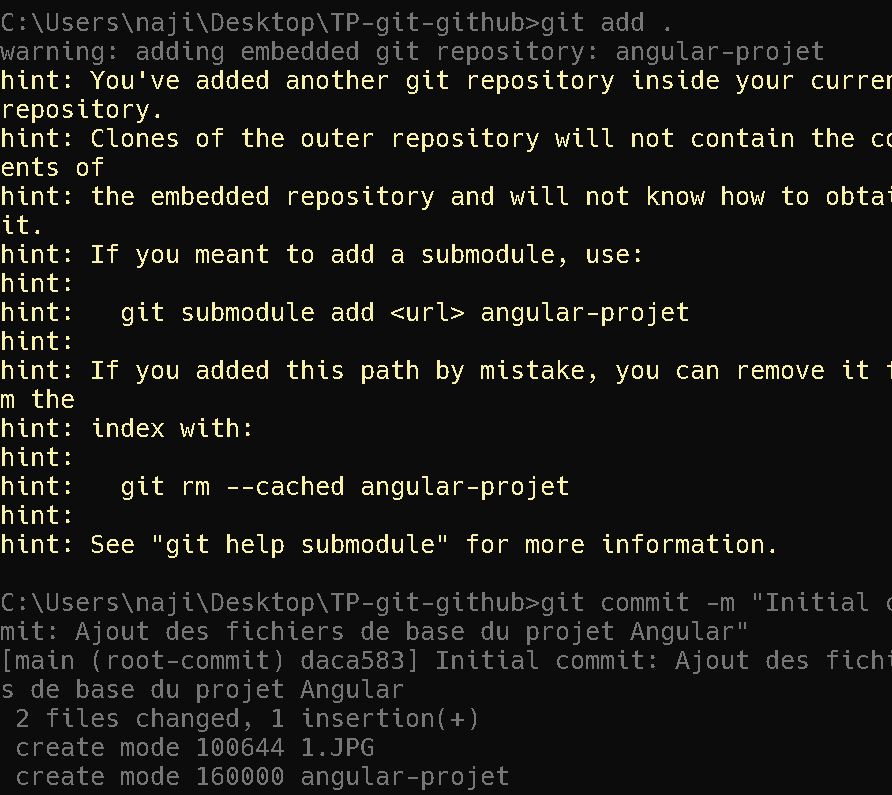 C:\Users\naji\Desktop\TP-git-github>git add .
warning: adding embedded git repository: angular-projet
hint: You've added another git repository inside your curren
repository.
hint: Clones of the outer repository will not contain the co
ents of
hint: the embedded repository and will not know how to obtai
it.
hint: If you meant to add a submodule, use:
hint:
hint:   git submodule add <url> angular-projet
hint:
hint: If you added this path by mistake, you can remove it f
m the
hint: index with:
hint:
hint:   git rm --cached angular-projet
hint:
hint: See "git help submodule" for more information.

C:\Users\naji\Desktop\TP-git-github>git commit -m "Initial c
mit: Ajout des fichiers de base du projet Angular"
[main (root-commit) daca583] Initial commit: Ajout des fichi
s de base du projet Angular
 2 files changed, 1 insertion(+)
 create mode 100644 1.JPG
 create mode 160000 angular-projet